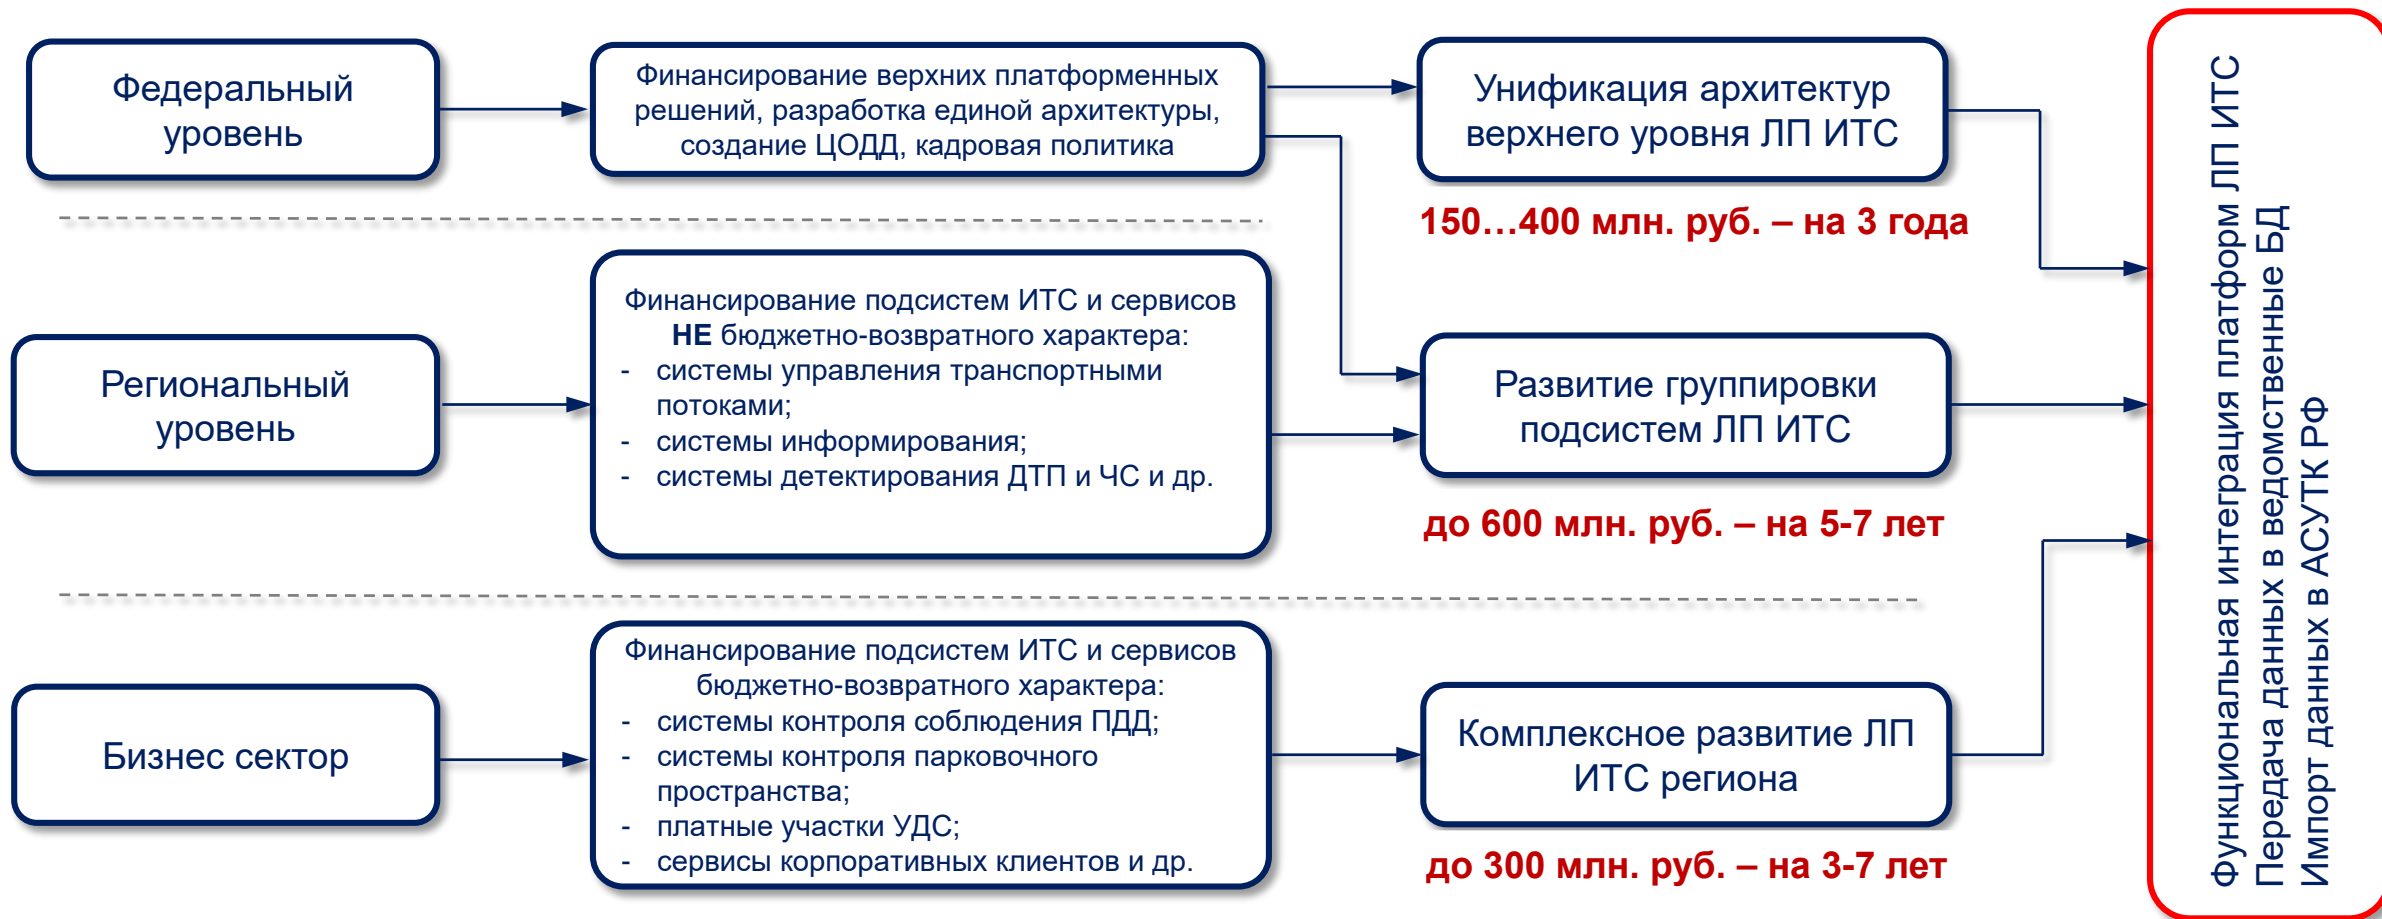 Федеральный
уровень
Финансирование верхних платформенных
решений, разработка единой архитектуры,
создание ЦОДД, кадровая политика
Унификация архитектур
верхнего уровня ЛП ИТС
150…400 млн. руб. – на 3 года
Региональный
уровень
Финансирование подсистем ИТС и сервисов
НЕ бюджетно-возвратного характера:
- системы управления транспортными
потоками;
- системы информирования;
- системы детектирования ДТП и ЧС и др.
Развитие группировки
подсистем ЛП ИТС
до 600 млн. руб. – на 5-7 лет
Бизнес сектор
Финансирование подсистем ИТС и сервисов
бюджетно-возвратного характера:
- системы контроля соблюдения ПДД;
- системы контроля парковочного
пространства;
- платные участки УДС;
- сервисы корпоративных клиентов и др.
Комплексное развитие ЛП
ИТС региона
до 300 млн. руб. – на 3-7 лет
Функциональная интеграция платформ ЛП ИТС
Передача данных в ведомственные БД
Импорт данных в АСУТК РФ